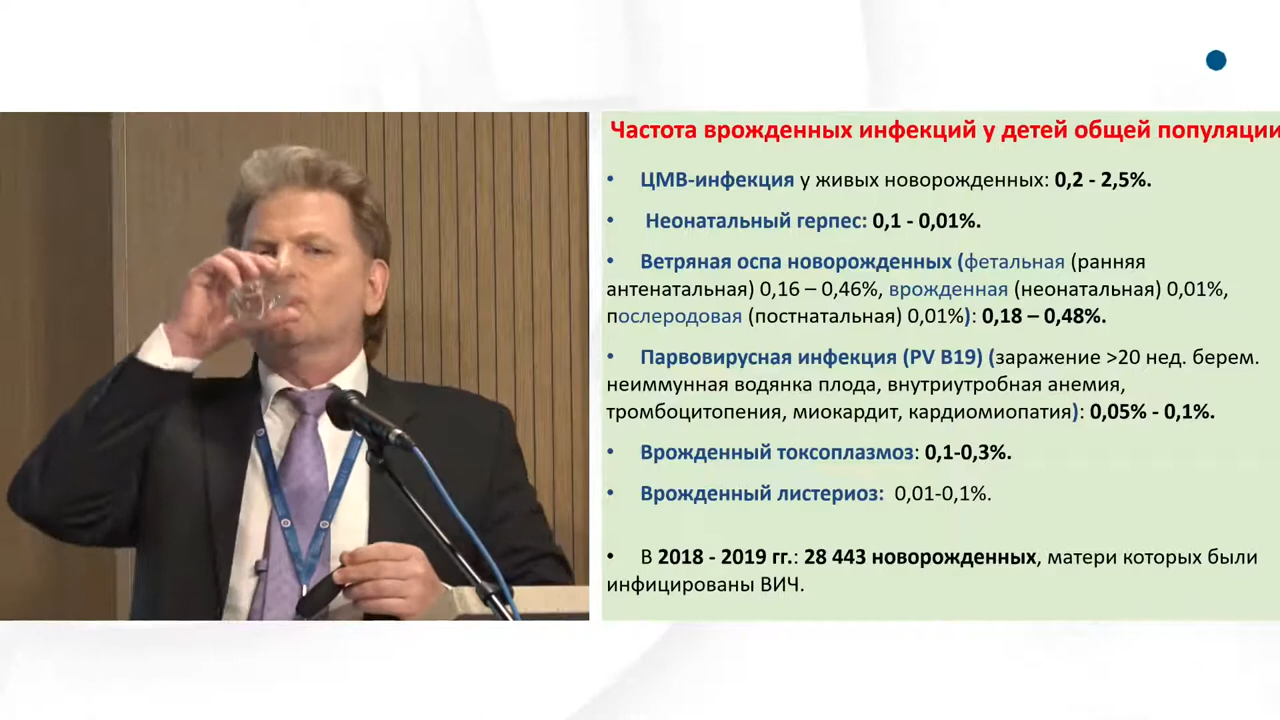 Частота врожденных инфекций у детей общей популяции
• ЦМВ-инфекция у живых новорожденных: 0,2 - 2,5%.
• Неонатальный герпес: 0,1 - 0,01%.
• Ветряная оспа новорожденных (фетальная (ранняя
антенатальная) 0,16 – 0,46%, врожденная (неонатальная) 0,01%,
послеродовая (постнатальная) 0,01%): 0,18 – 0,48%.
• Парвовирусная инфекция (PV B19) (заражение >20 нед. берем.
неиммунная водянка плода, внутриутробная анемия,
тромбоцитопения, миокардит, кардиомиопатия): 0,05% - 0,1%.
• Врожденный токсоплазмоз: 0,1-0,3%.
• Врожденный листериоз: 0,01-0,1%.
• В 2018 - 2019 гг.: 28 443 новорожденных, матери которых были
инфицированы ВИЧ.